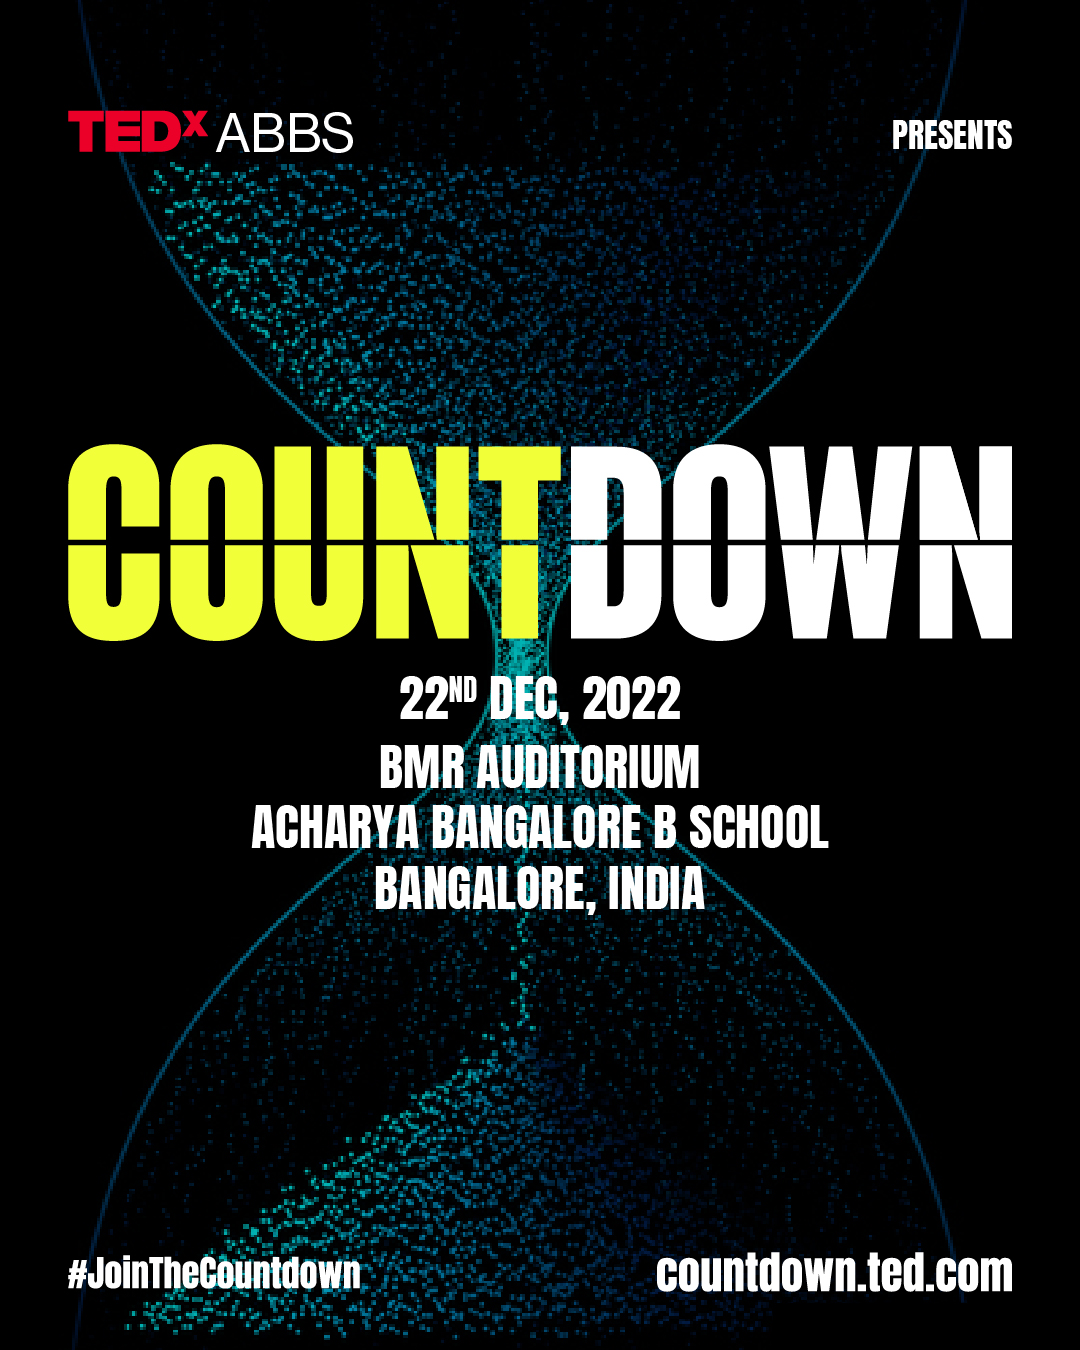 TEDx ABBS
PRESENTS
COUNTDOWN
22ND DEC, 2022
BMR AUDITORIUM
ACHARYA BANGALORE B SCHOOL
BANGALORE, INDIA
#JoinTheCountdown
countdown.ted.com